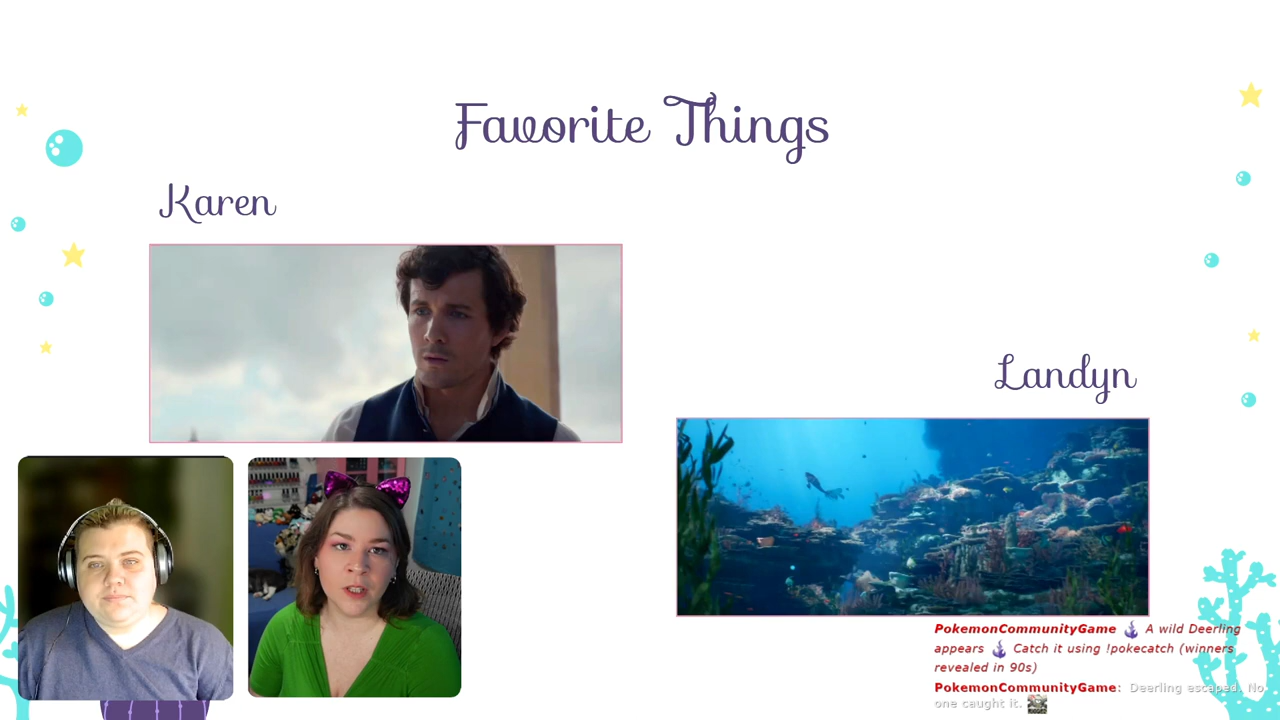 Favorite Things
Karen
Landyn
PokemonCommunityGame A wild Deerling
appears Catch it using !pokecatch (winners
revealed in 90s)
PokemonCommunityGame: Deerling escaped. No
one caught it.